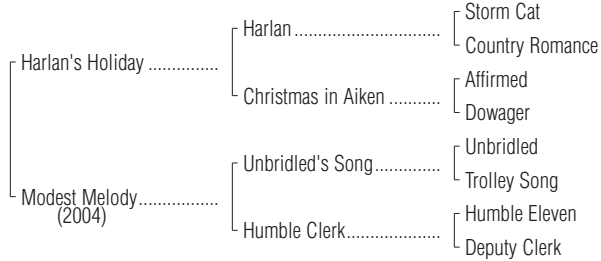 Storm Cat
Harlan ..................................
Country Romance
Harlan's Holiday ................
Affirmed
Christmas in Aiken ............
Dowager
Unbridled
Unbridled's Song...............
Trolley Song
Modest Melody..................
(2004)
Humble Eleven
Humble Clerk.....................
Deputy Clerk